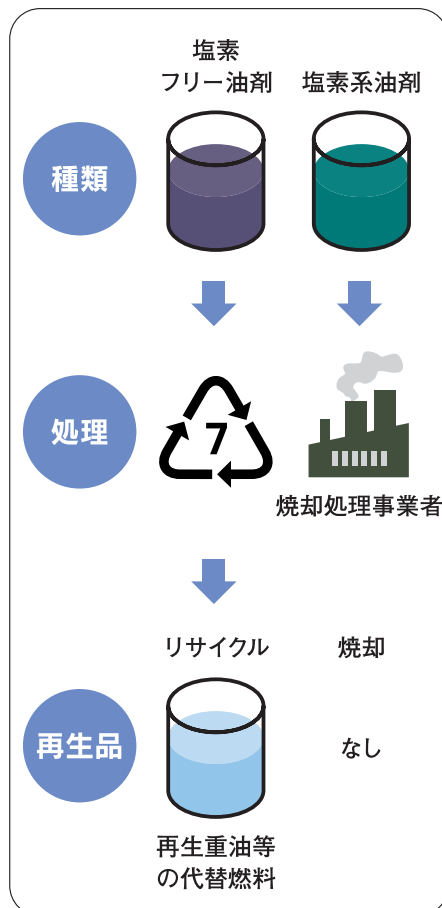 塩素
フリー油剤
塩素系油剤
種類
処理
7
焼却処理事業者
リサイクル
焼却
再生品
なし
再生重油等
の代替燃料